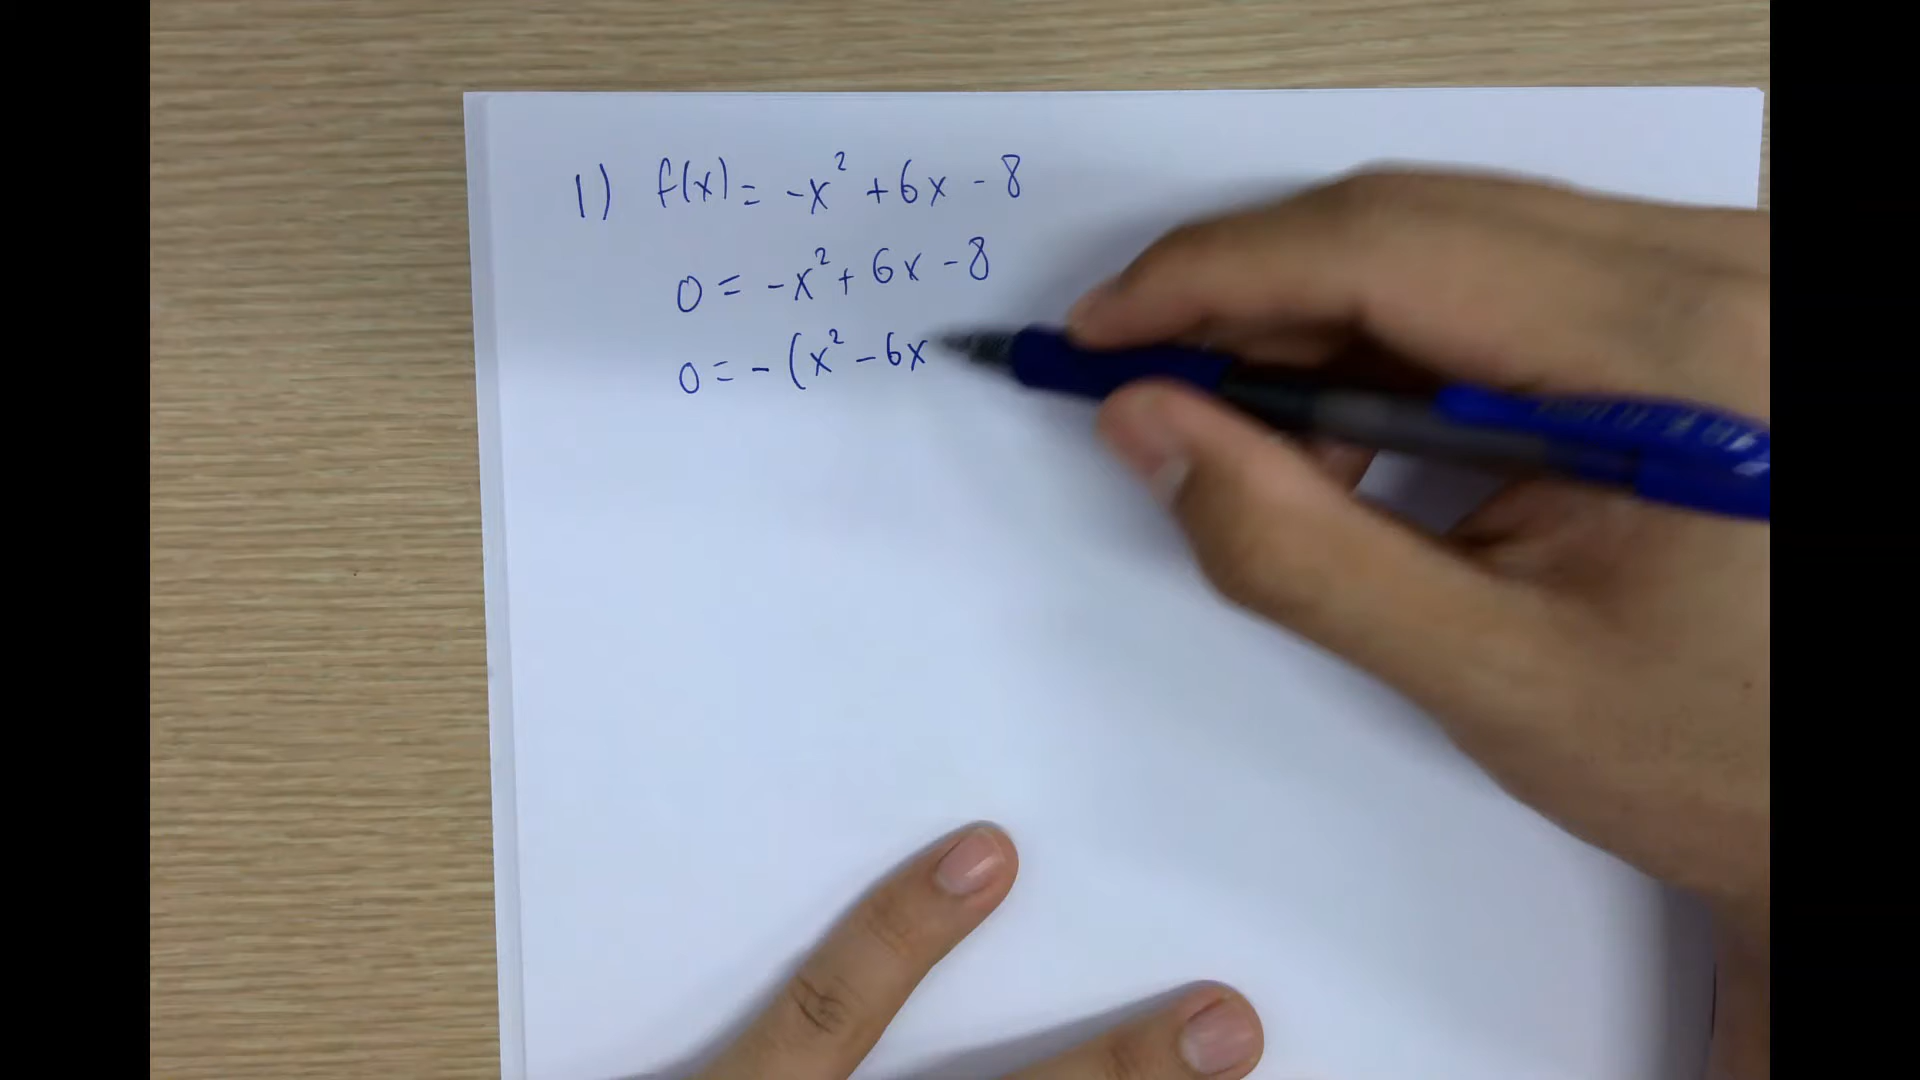 1) f(x) = -x² + 6x - 8
0 = -x² + 6x - 8
0 = - (x² - 6x